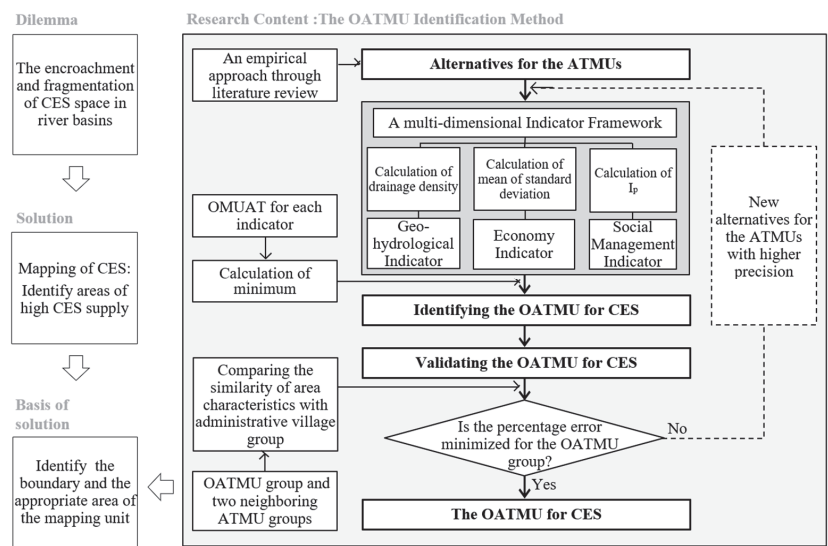 Dilemma
The encroachment
and fragmentation
of CES space in
river basins
Solution
Mapping of CES:
Identify areas of
high CES supply
Basis of
solution
Identify the
boundary and the
appropriate area of
the mapping unit
Research Content :The OATMU Identification Method
An empirical
approach through
literature review
Alternatives for the ATMUs
A multi-dimensional Indicator Framework
Calculation of
drainage density
Calculation of
mean of standard
deviation
Calculation of
Iₚ
Geo-
hydrological
Indicator
Economy
Indicator
Social
Management
Indicator
OMUAT for each
indicator
Calculation of
minimum
Identifying the OATMU for CES
Validating the OATMU for CES
Comparing the
similarity of area
characteristics with
administrative village
group
OATMU group and
two neighboring
ATMU groups
Is the percentage error
minimized for the OATMU
group?
No
Yes
The OATMU for CES
New
alternatives for
the ATMUs
with higher
precision